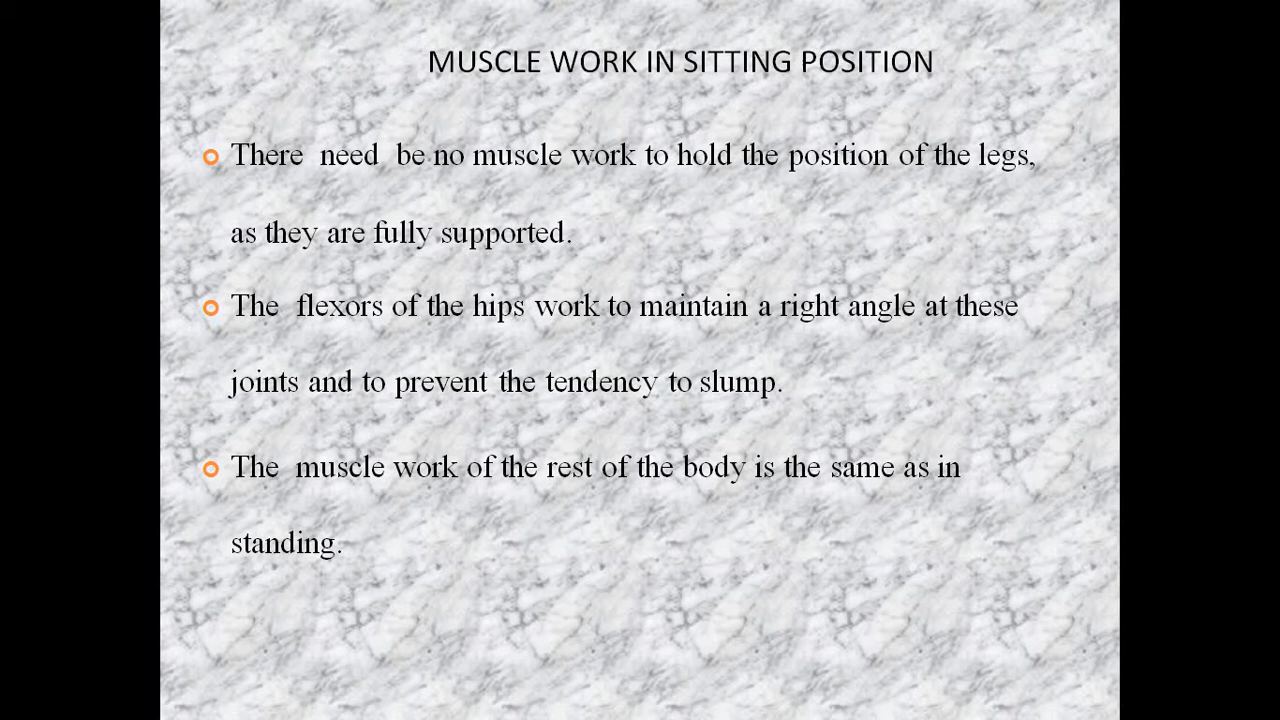 MUSCLE WORK IN SITTING POSITION
There need be no muscle work to hold the position of the legs,
as they are fully supported.
The flexors of the hips work to maintain a right angle at these
joints and to prevent the tendency to slump.
The muscle work of the rest of the body is the same as in
standing.